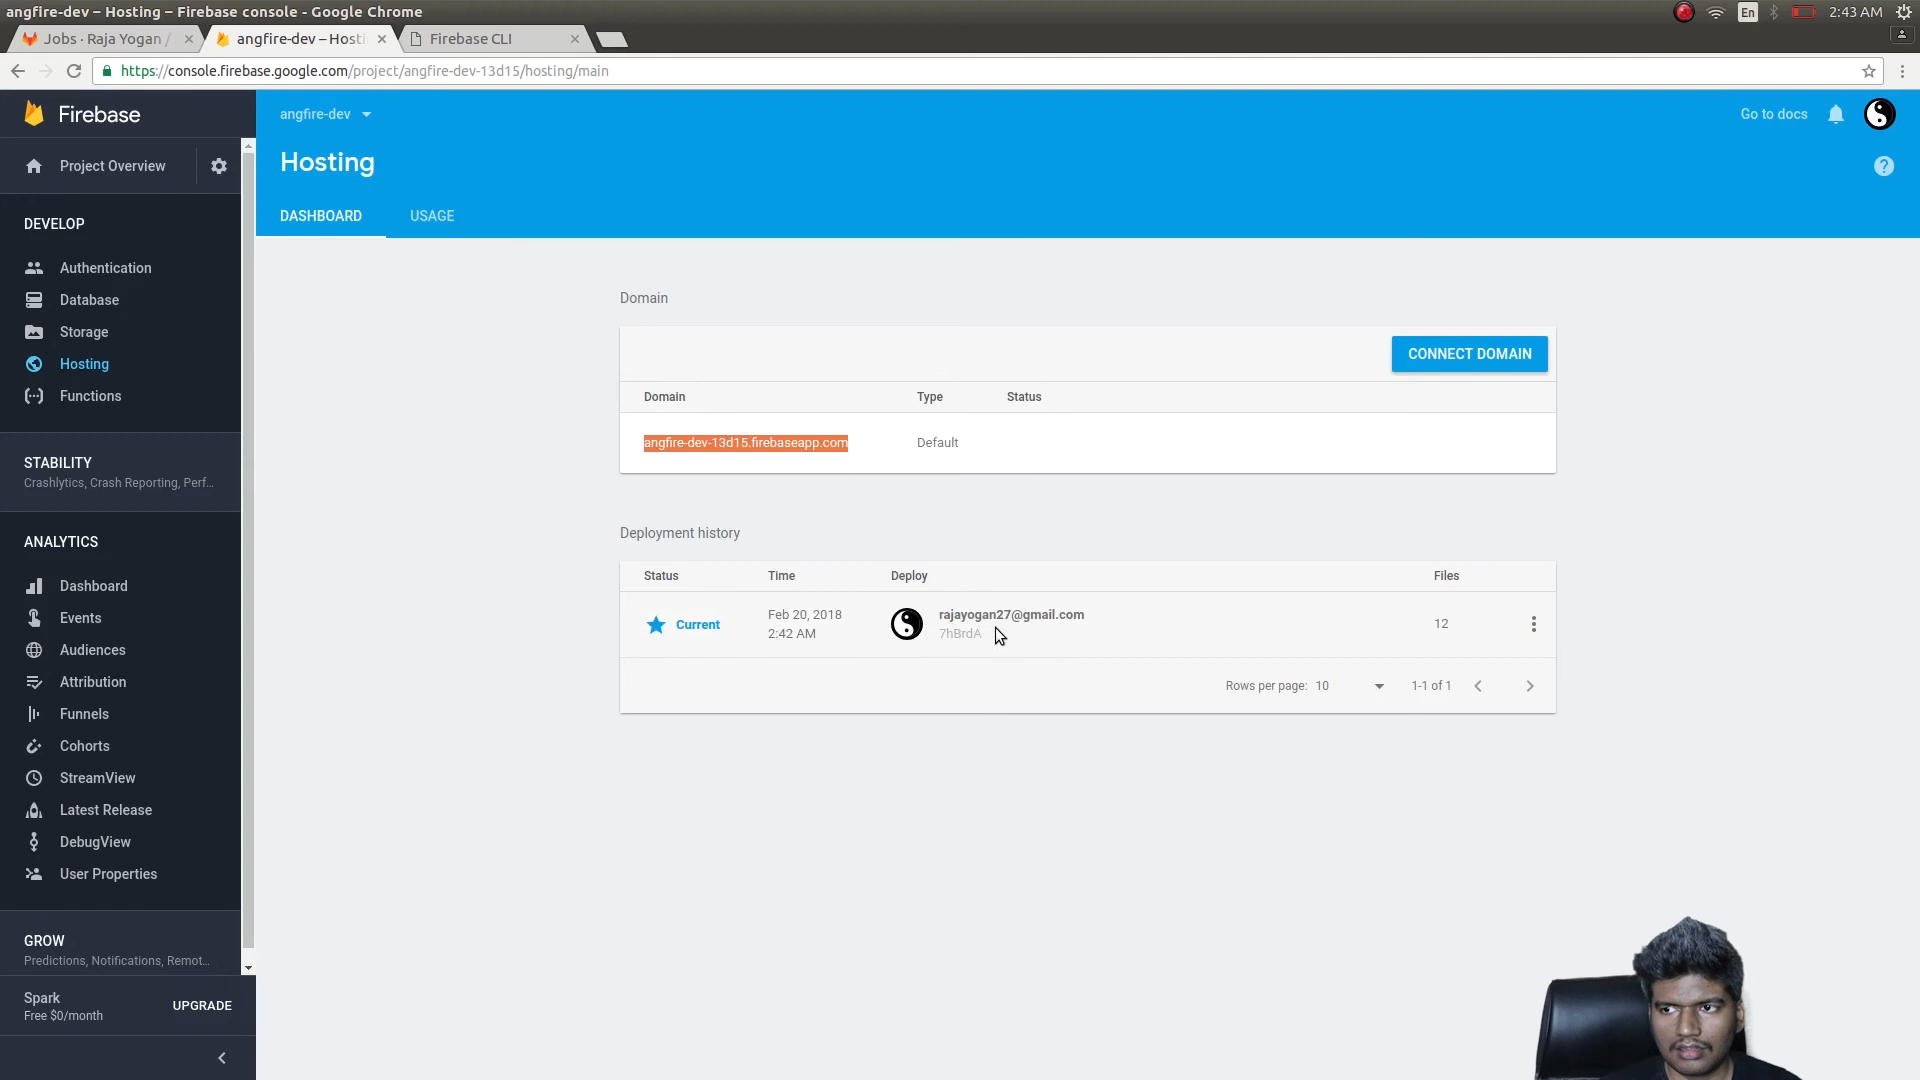 angfire-dev – Hosting – Firebase console - Google Chrome
En
2:43 AM
Jobs · Raja Yogan /
angfire-dev – Hosti
Firebase CLI
https://console.firebase.google.com/project/angfire-dev-13d15/hosting/main
Firebase
angfire-dev
Go to docs
Project Overview
Hosting
?
DASHBOARD
USAGE
DEVELOP
Authentication
Database
Storage
Hosting
Functions
STABILITY
Crashlytics, Crash Reporting, Perf...
ANALYTICS
Dashboard
Events
Audiences
Attribution
Funnels
Cohorts
StreamView
Latest Release
DebugView
User Properties
GROW
Predictions, Notifications, Remot...
Spark
Free $0/month
UPGRADE
Domain
CONNECT DOMAIN
Domain Type Status
angfire-dev-13d15.firebaseapp.com Default
Deployment history
Status Time Deploy Files
Current
Feb 20, 2018
2:42 AM
rajayogan27@gmail.com
7hBrdA
12
Rows per page: 10
1-1 of 1